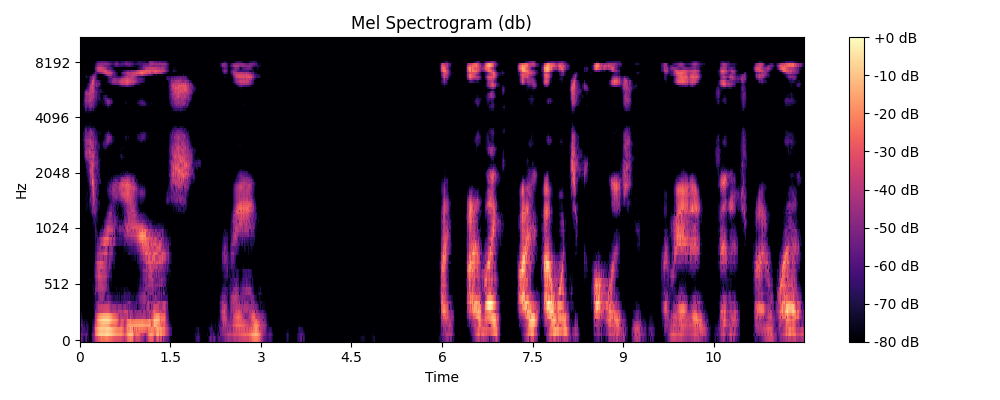 Mel Spectrogram (db)
Hz
8192
4096
2048
1024
512
0
0 1.5 3 4.5 6 7.5 9 10
Time
+0 dB
-10 dB
-20 dB
-30 dB
-40 dB
-50 dB
-60 dB
-70 dB
-80 dB